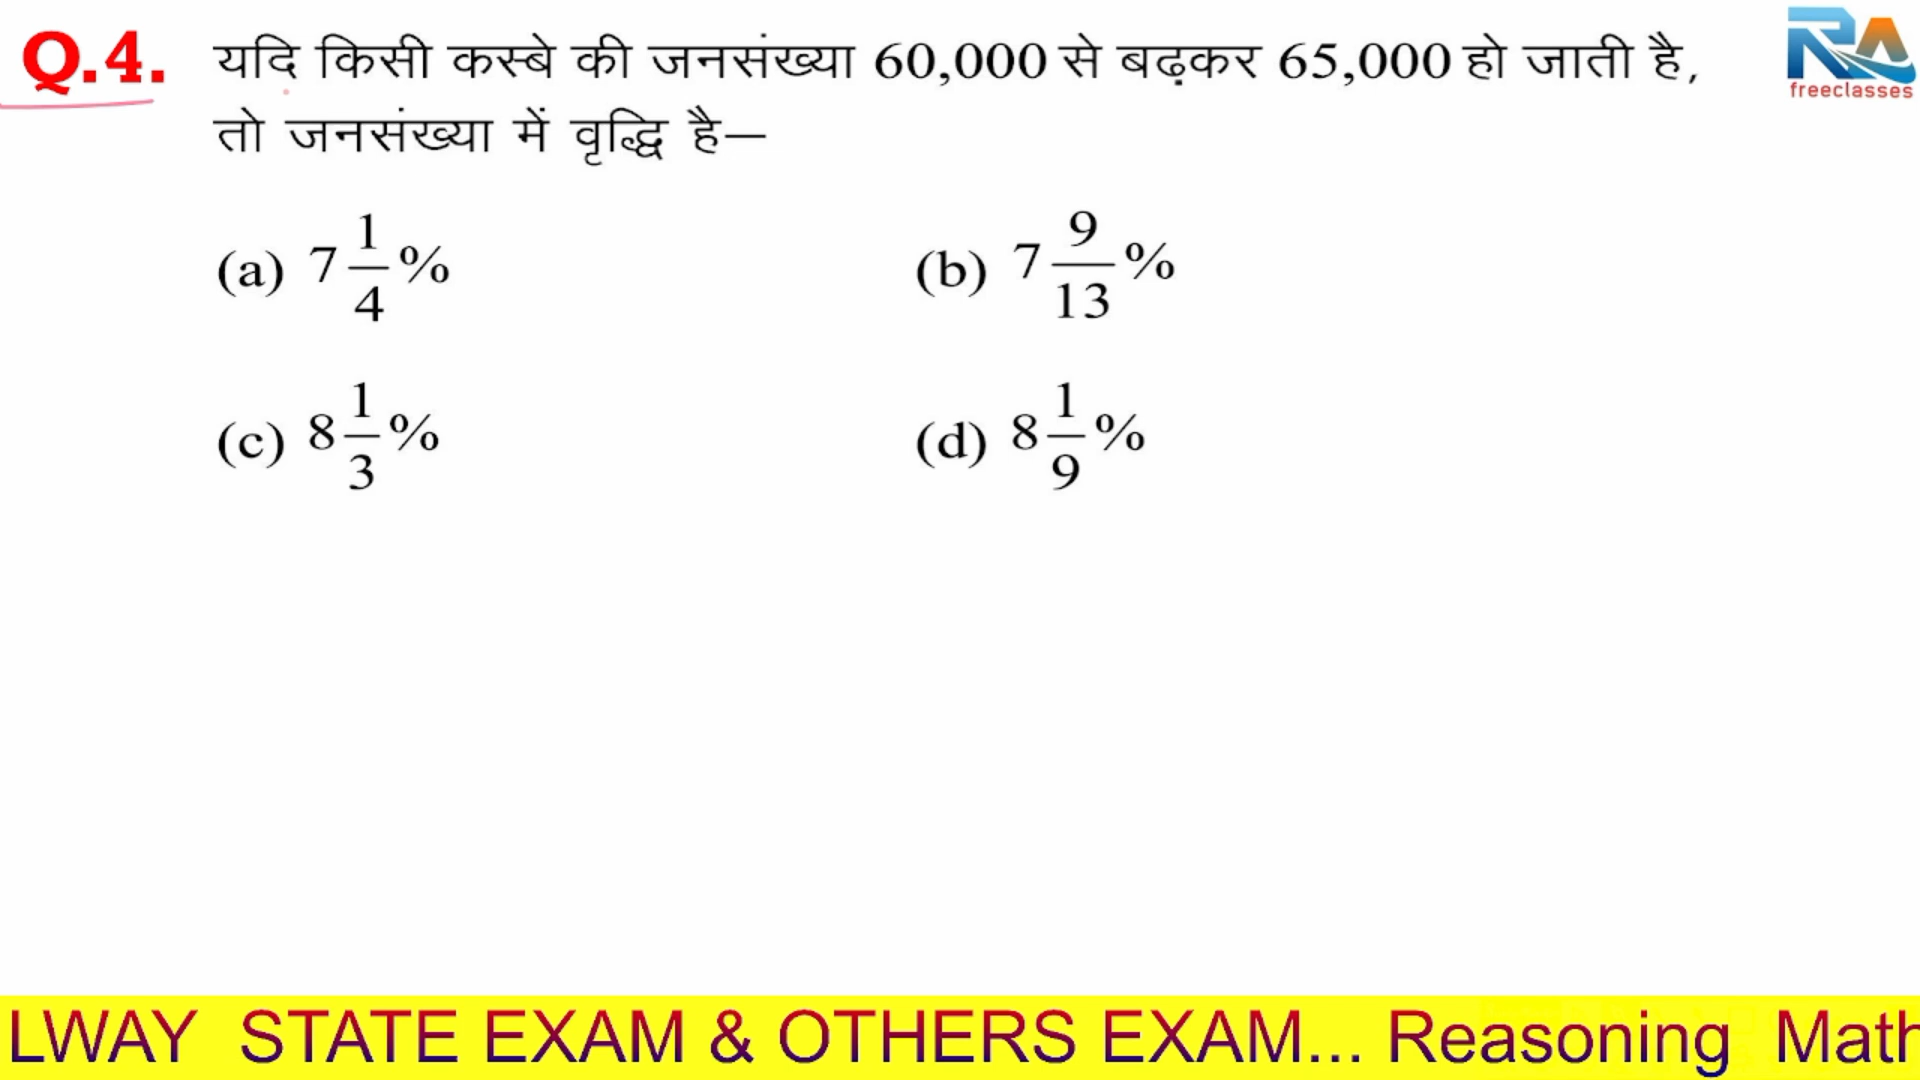 Q.4. यदि किसी कस्बे की जनसंख्या 60,000 से बढ़कर 65,000 हो जाती है,
तो जनसंख्या में वृद्धि है—
(a) 7 1/4 % (b) 7 9/13 %
(c) 8 1/3 % (d) 8 1/9 %
RA
freeclasses
LWAY STATE EXAM & OTHERS EXAM... Reasoning Math